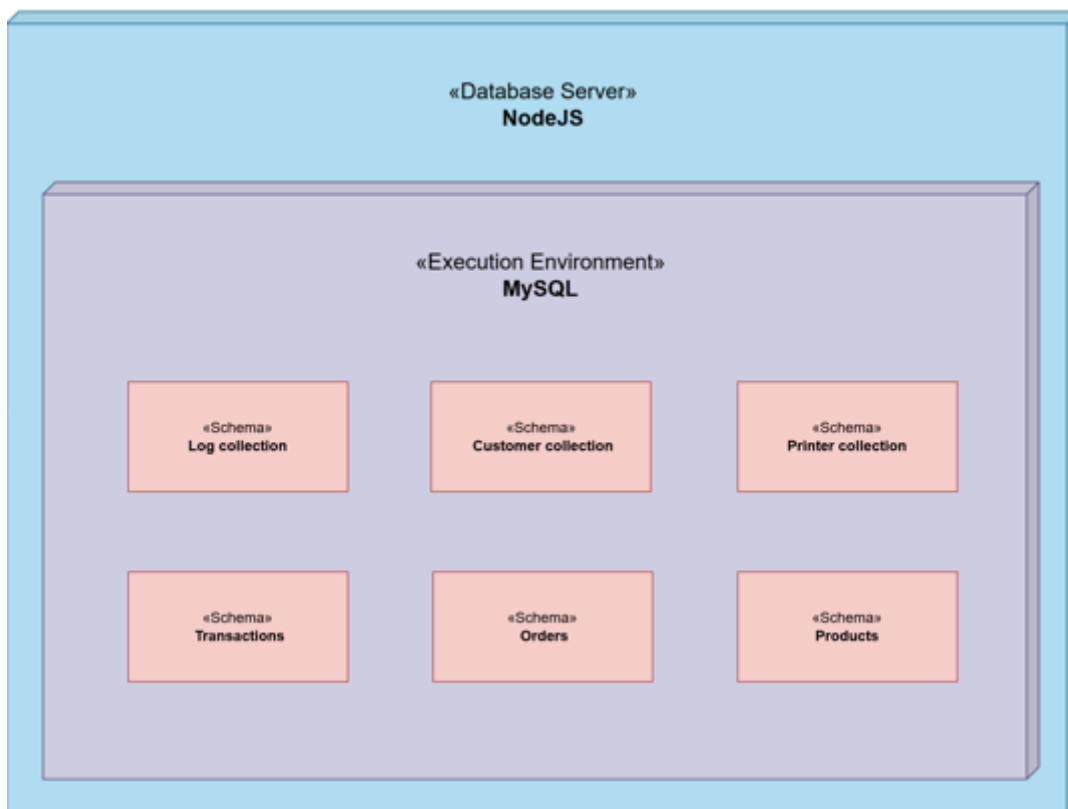 «Database Server»
NodeJS
«Execution Environment»
MySQL
«Schema»
Log collection
«Schema»
Customer collection
«Schema»
Printer collection
«Schema»
Transactions
«Schema»
Orders
«Schema»
Products